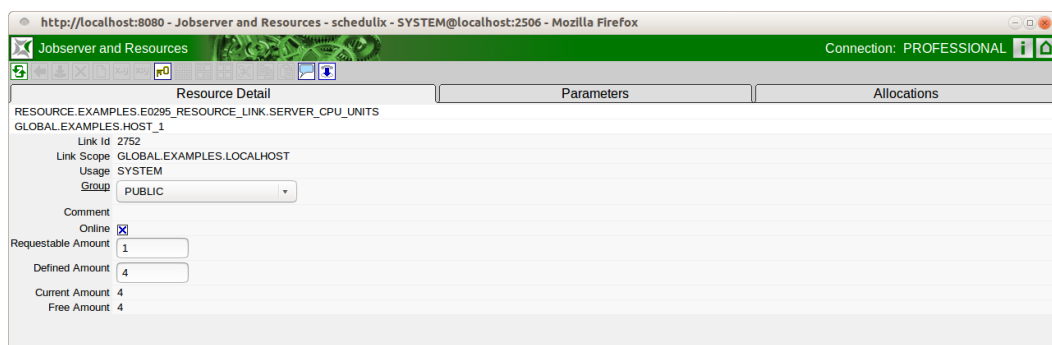 http://localhost:8080 - Jobserver and Resources - schedulix - SYSTEM@localhost:2506 - Mozilla Firefox
Jobserver and Resources Connection: PROFESSIONAL
Resource Detail Parameters Allocations
RESOURCE.EXAMPLES.E0295_RESOURCE_LINK.SERVER_CPU_UNITS
GLOBAL.EXAMPLES.HOST_1
Link Id 2752
Link Scope GLOBAL.EXAMPLES.LOCALHOST
Usage SYSTEM
Group PUBLIC
Comment
Online
Requestable Amount 1
Defined Amount 4
Current Amount 4
Free Amount 4